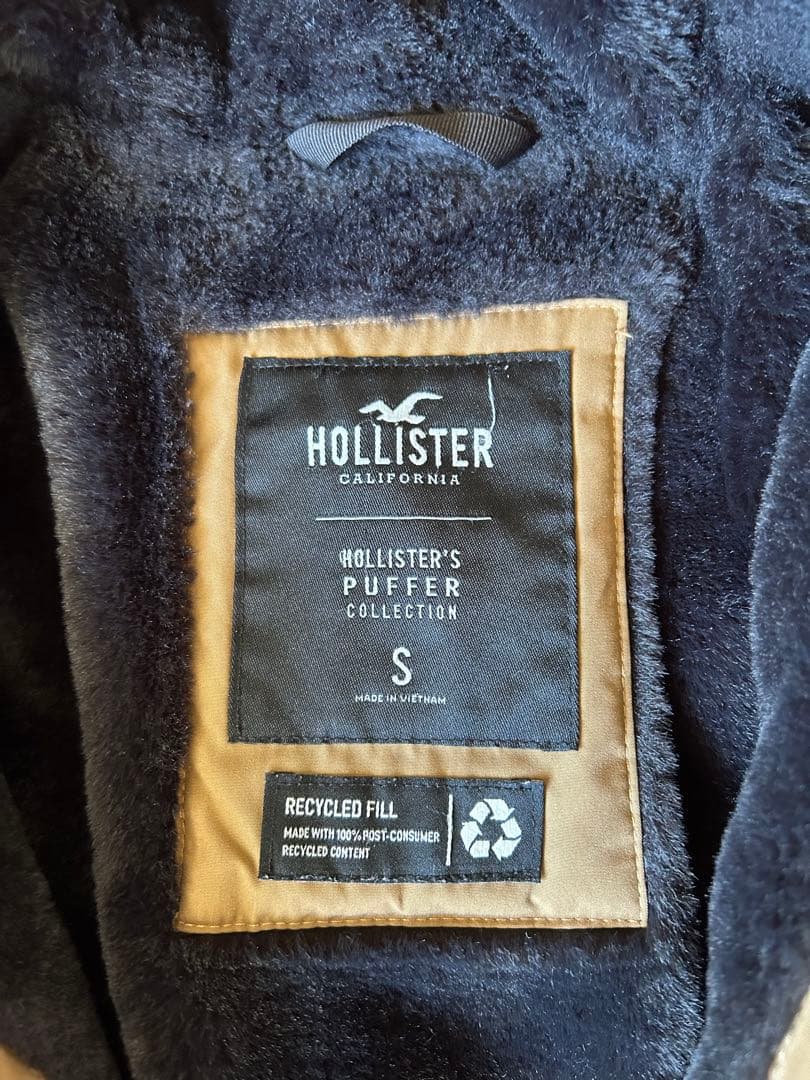 HOLLISTER
CALIFORNIA
HOLLISTER'S
PUFFER
COLLECTION
S
MADE IN VIETNAM
RECYCLED FILL
MADE WITH 100% POST-CONSUMER
RECYCLED CONTENT